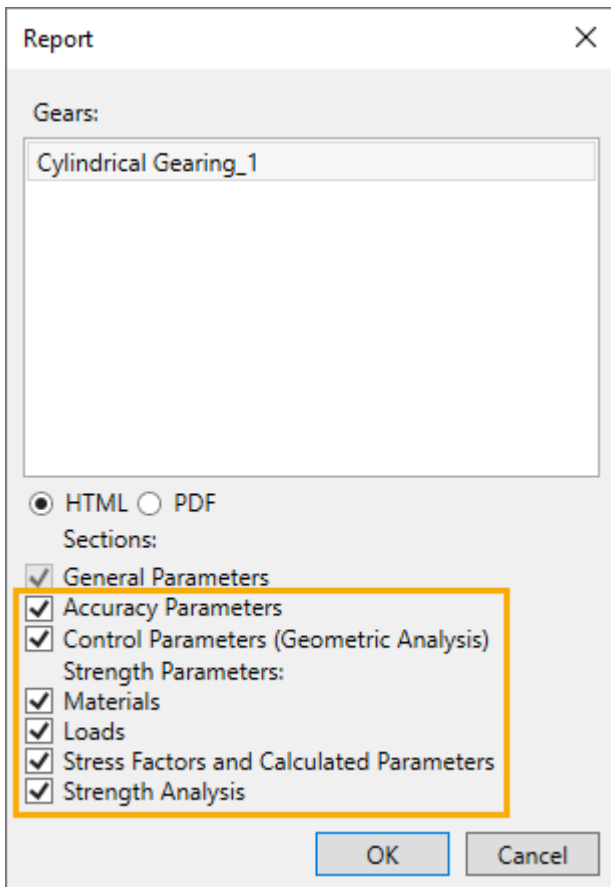 Report
Gears:
Cylindrical Gearing_1
HTML PDF
Sections:
General Parameters
Accuracy Parameters
Control Parameters (Geometric Analysis)
Strength Parameters:
Materials
Loads
Stress Factors and Calculated Parameters
Strength Analysis
OK Cancel